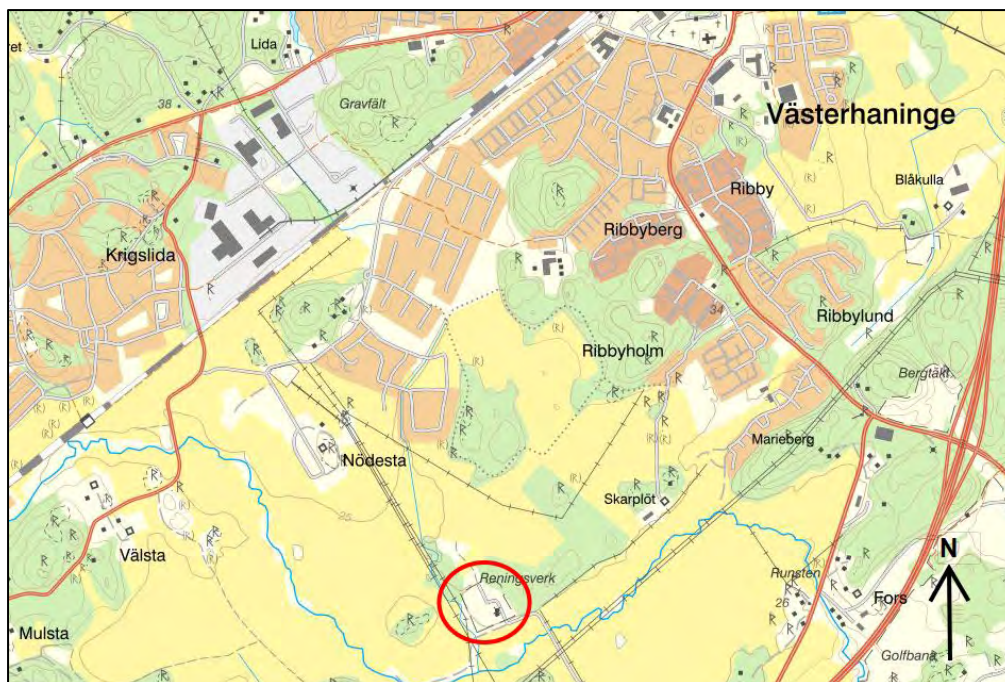 ret
Lida
38
Gravfält
R
Västerhaninge
(R)
Blåkulla
Ribby
Ribbyberg
Krigslida
R
34
Ribbylund
Ribbyholm
(R)
Bergtäkt
Marieberg
Nödesta
Skarplöt
25
Välsta
N
Reningsverk
Runsten
26
Fors
Mulsta
Golfbana